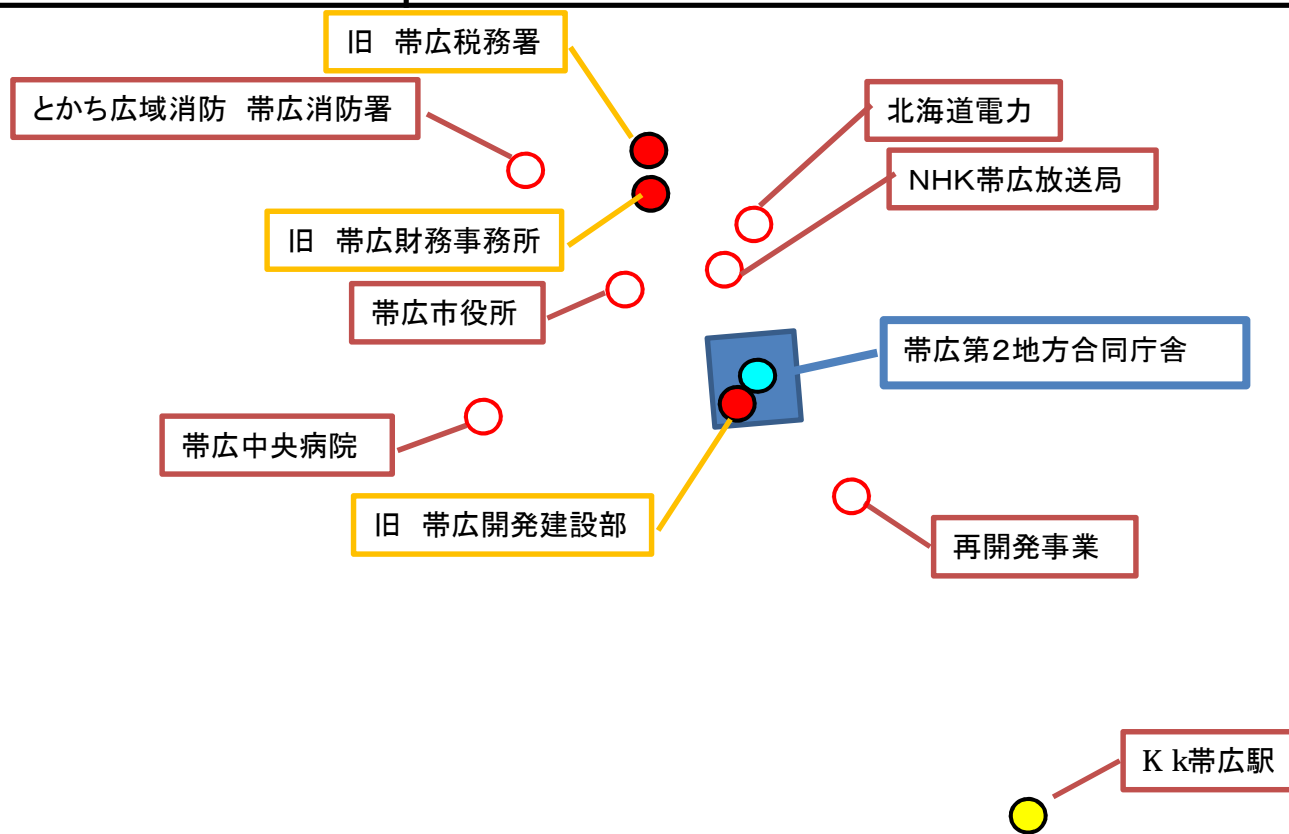 旧　帯広税務署
とかち広域消防　帯広消防署
北海道電力
NHK帯広放送局
旧　帯広財務事務所
帯広市役所
帯広第2地方合同庁舎
帯広中央病院
旧　帯広開発建設部
再開発事業
K k帯広駅